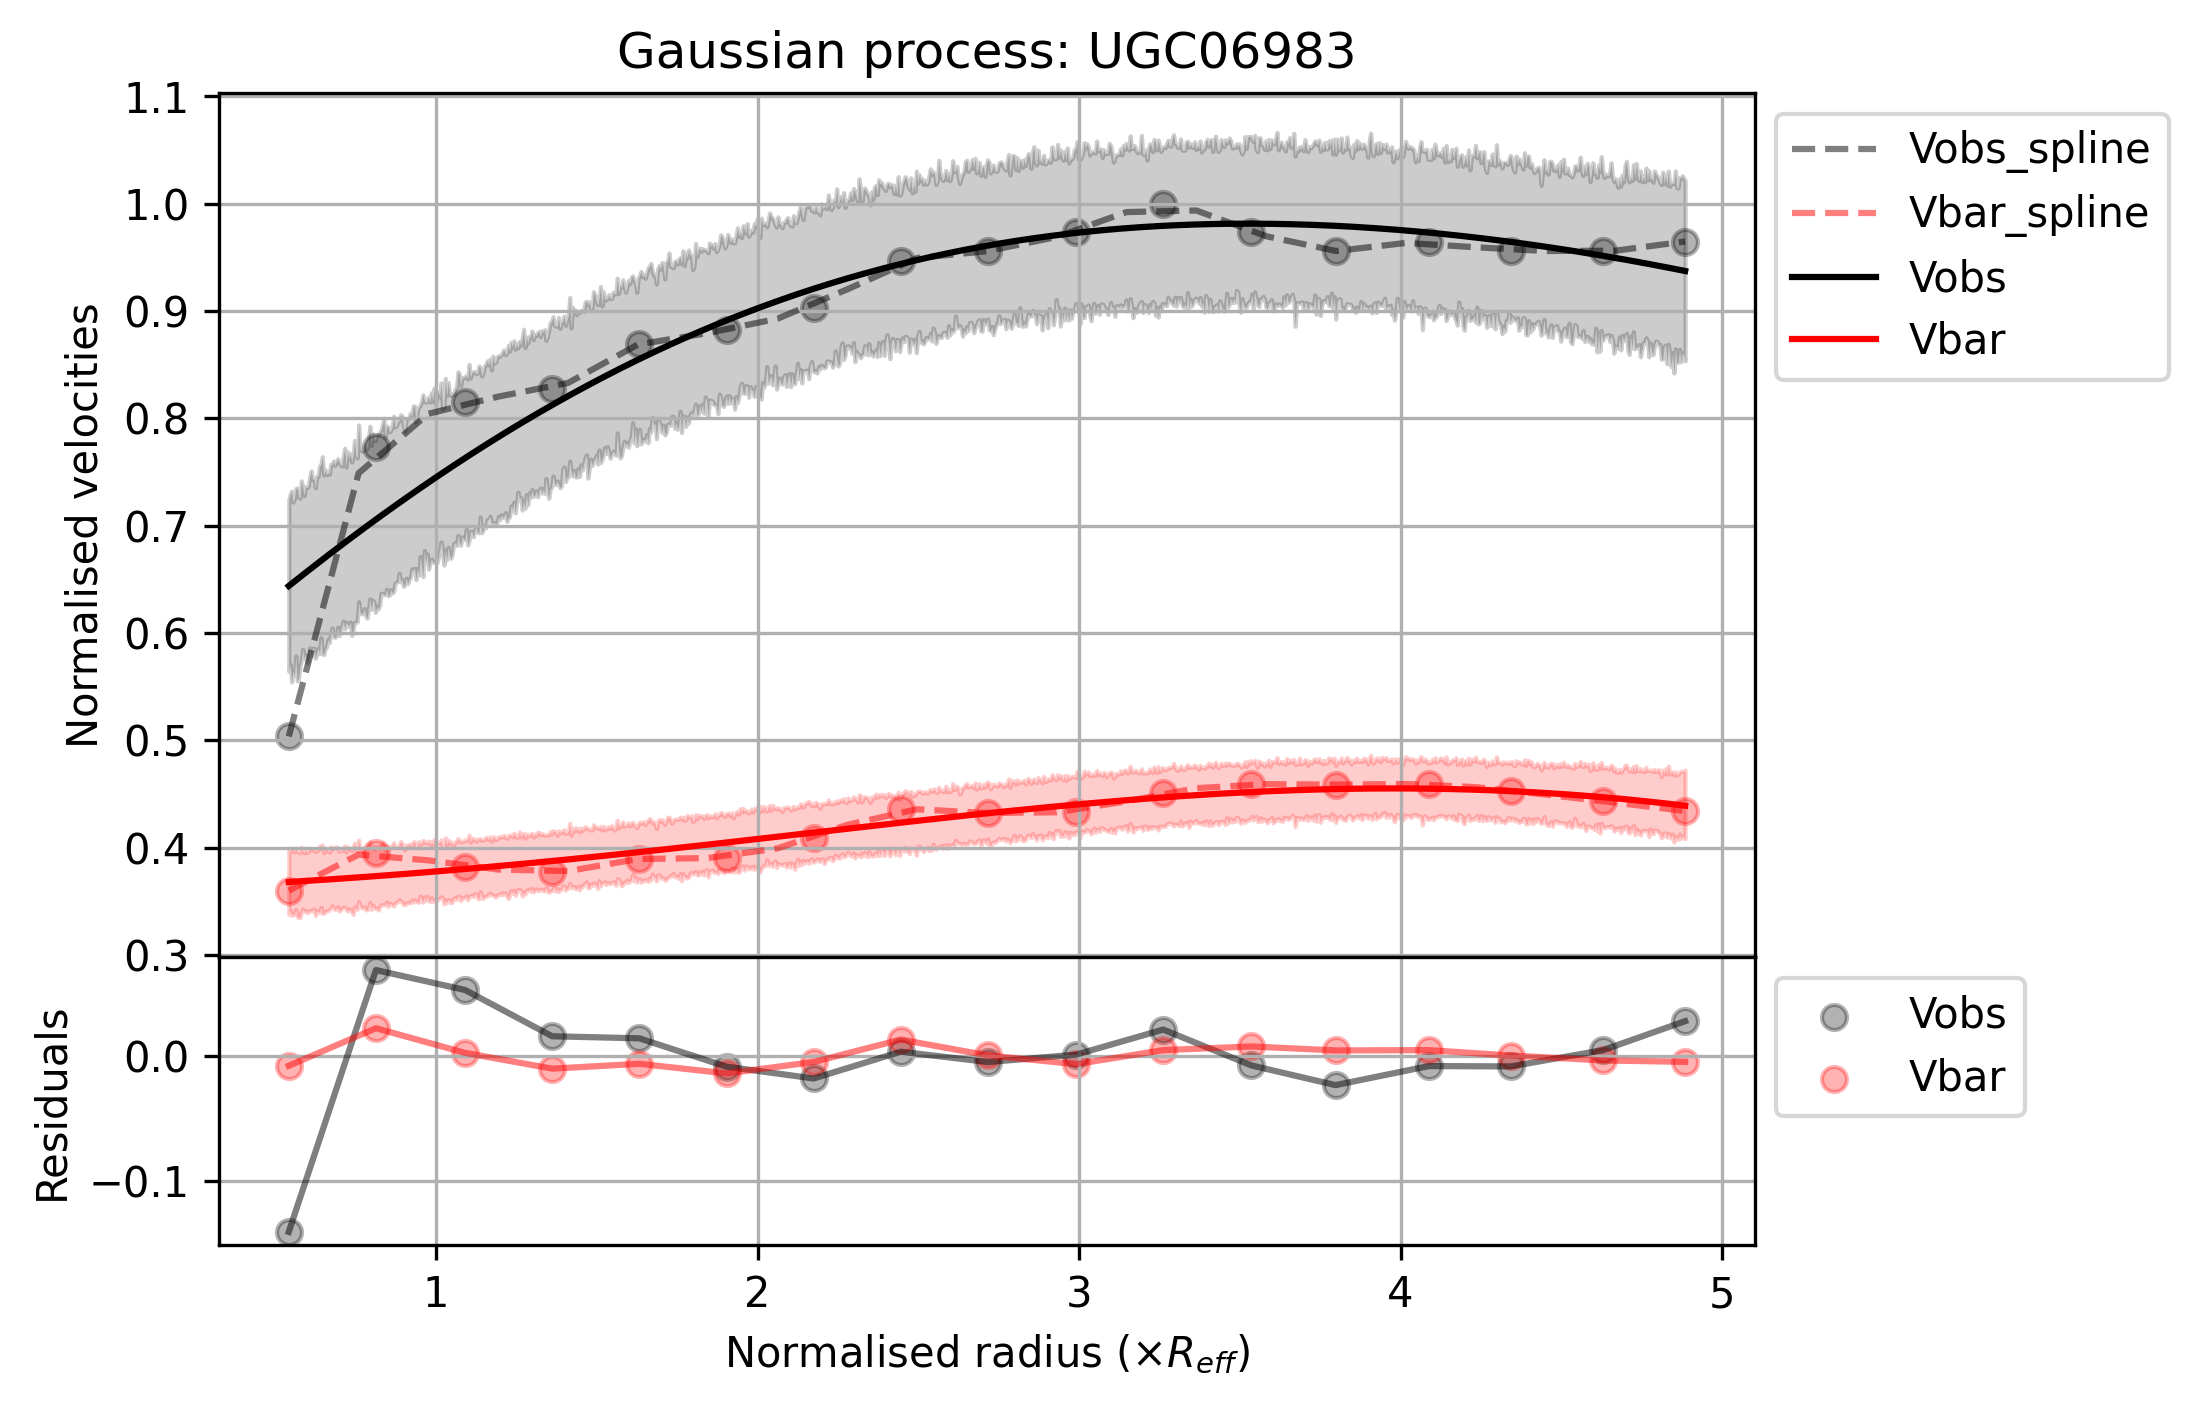 Gaussian process: UGC06983
1.1
1.0
0.9
0.8
0.7
0.6
0.5
0.4
0.3
Normalised velocities
Vobs_spline
Vbar_spline
Vobs
Vbar
0.0
−0.1
Residuals
Vobs
Vbar
1 2 3 4 5
Normalised radius (×R_{eff})